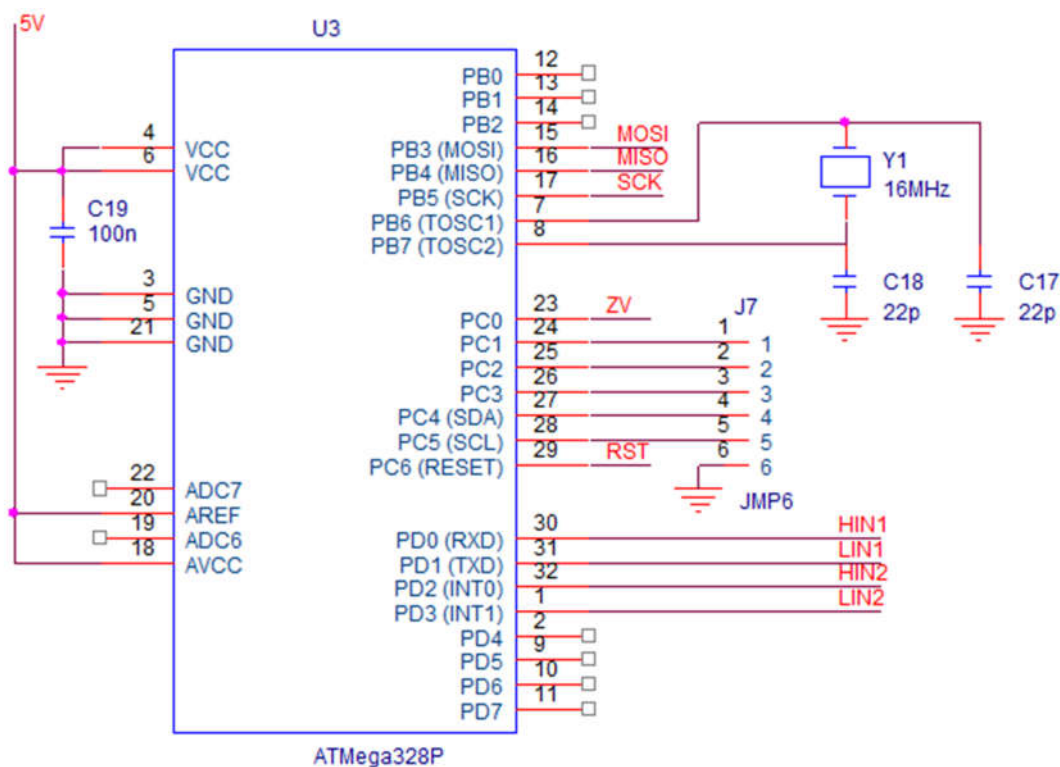 5V
U3
12
PB0
13
PB1
14
PB2
15
4
VCC
PB3 (MOSI)
MOSI
16
6
VCC
PB4 (MISO)
MISO
17
PB5 (SCK)
SCK
7
PB6 (TOSC1)
8
PB7 (TOSC2)
Y1
16MHz
C19
100n
C18
22p
C17
22p
3
GND
5
GND
21
GND
23
PC0
ZV
J7
24
PC1
1
1
25
PC2
2
2
26
PC3
3
3
27
PC4 (SDA)
4
4
28
PC5 (SCL)
5
5
29
PC6 (RESET)
RST
6
6
JMP6
22
ADC7
20
AREF
19
ADC6
18
AVCC
30
PD0 (RXD)
HIN1
31
PD1 (TXD)
LIN1
32
PD2 (INT0)
HIN2
1
PD3 (INT1)
LIN2
2
PD4
9
PD5
10
PD6
11
PD7
ATMega328P